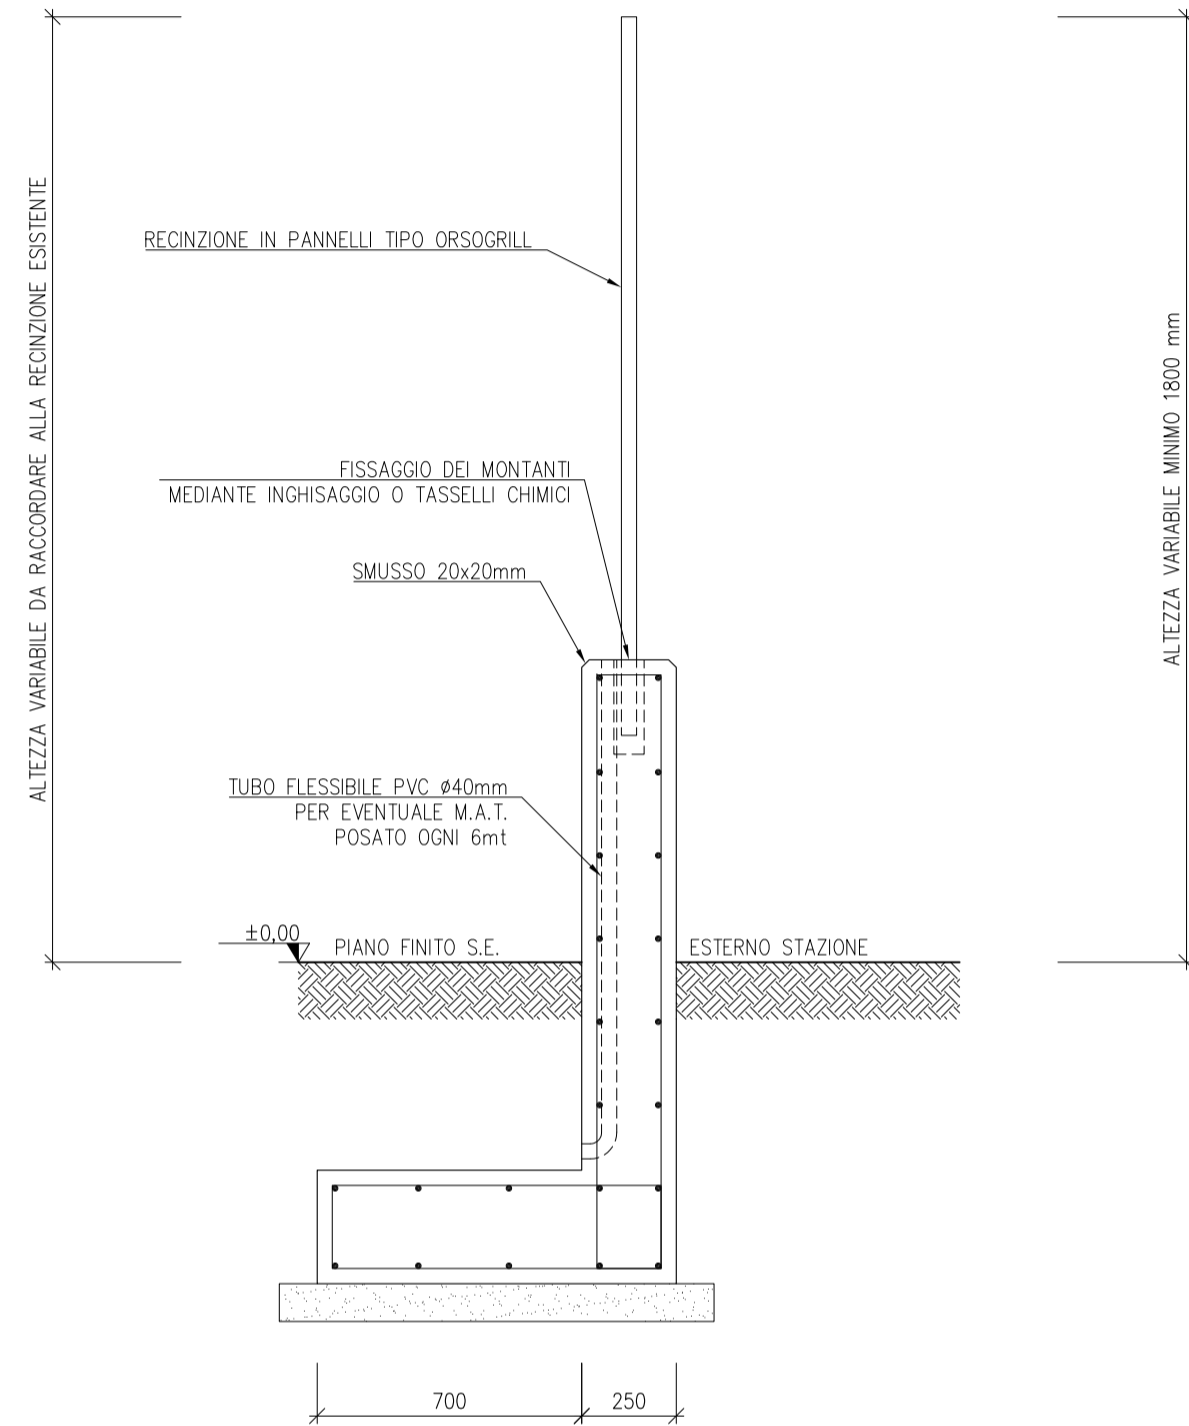 ALTEZZA VARIABILE DA RACCORDARE ALLA RECINZIONE ESISTENTE
RECINZIONE IN PANNELLI TIPO ORSOGRILL
ALTEZZA VARIABILE MINIMO 1800 mm
FISSAGGIO DEI MONTANTI
MEDIANTE INGHISAGGIO O TASSELLI CHIMICI
SMUSSO 20x20mm
TUBO FLESSIBILE PVC ø40mm
PER EVENTUALE M.A.T.
POSATO OGNI 6mt
±0,00
PIANO FINITO S.E.
ESTERNO STAZIONE
700
250